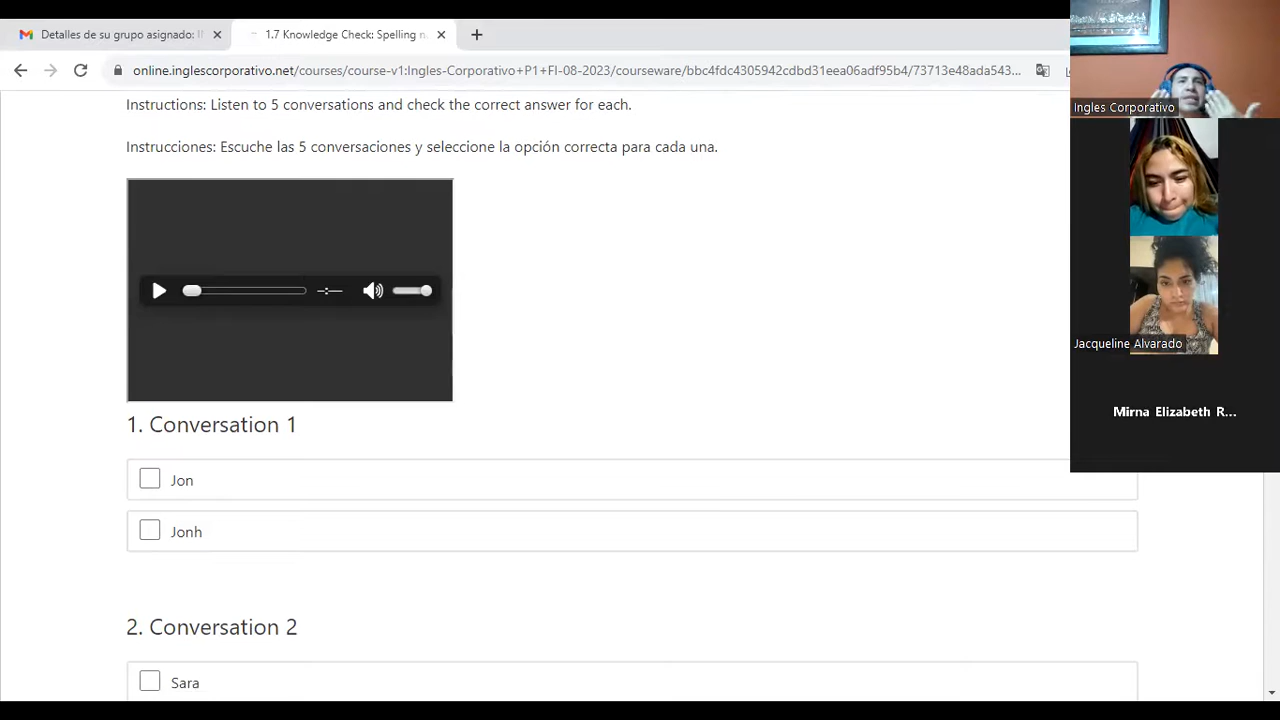 Detalles de su grupo asignado: I
1.7 Knowledge Check: Spelling n
online.inglescorporativo.net/courses/course-v1:Ingles-Corporativo+P1+FI-08-2023/courseware/bbc4fdc4305942cdbd31eea06adf95b4/73713e48ada543...
Instructions: Listen to 5 conversations and check the correct answer for each.
Instrucciones: Escuche las 5 conversaciones y seleccione la opción correcta para cada una.
1. Conversation 1
Jon
Jonh
2. Conversation 2
Sara
Ingles Corporativo
Jacqueline Alvarado
Mirna Elizabeth R...